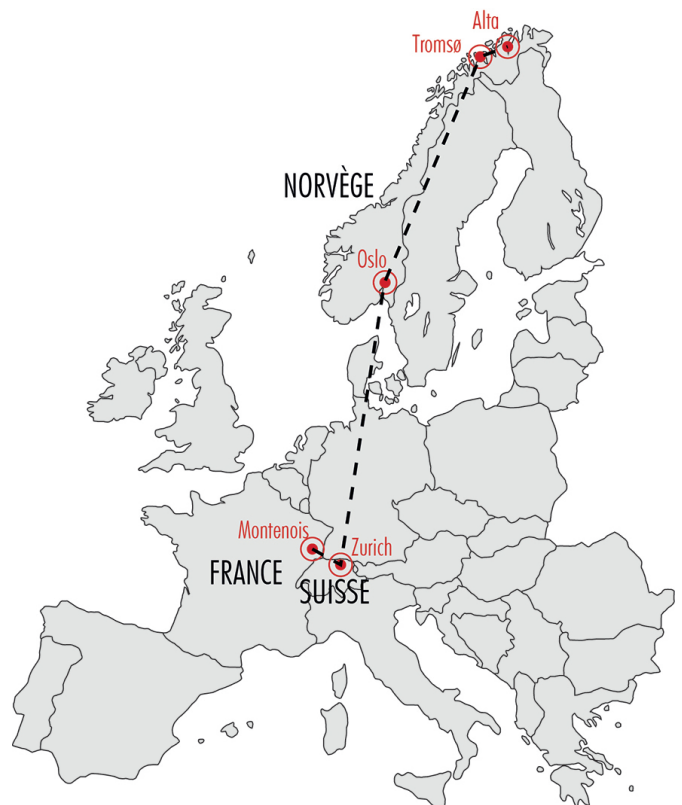 Alta
Tromsø
NORVÈGE
Oslo
Montenois
Zurich
FRANCE
SUISSE